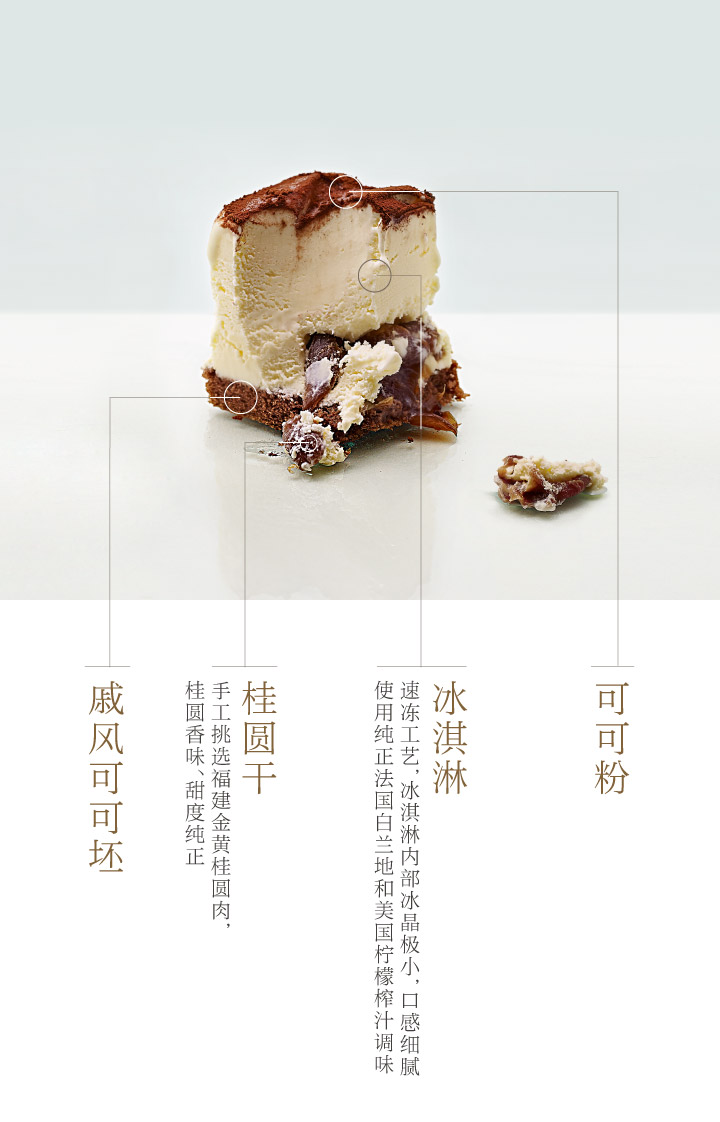 可可粉
冰淇淋
速冻工艺,冰淇淋内部冰晶极小,口感细腻
使用纯正法国白兰地和美国柠檬榨汁调味
桂圆干
手工挑选福建金黄桂圆肉,
桂圆香味、甜度纯正
戚风可可坯